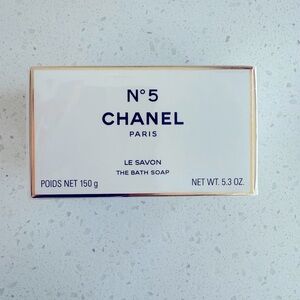 N°5
CHANEL
PARIS
LE SAVON
THE BATH SOAP
POIDS NET 150 g NET WT. 5.3 OZ.